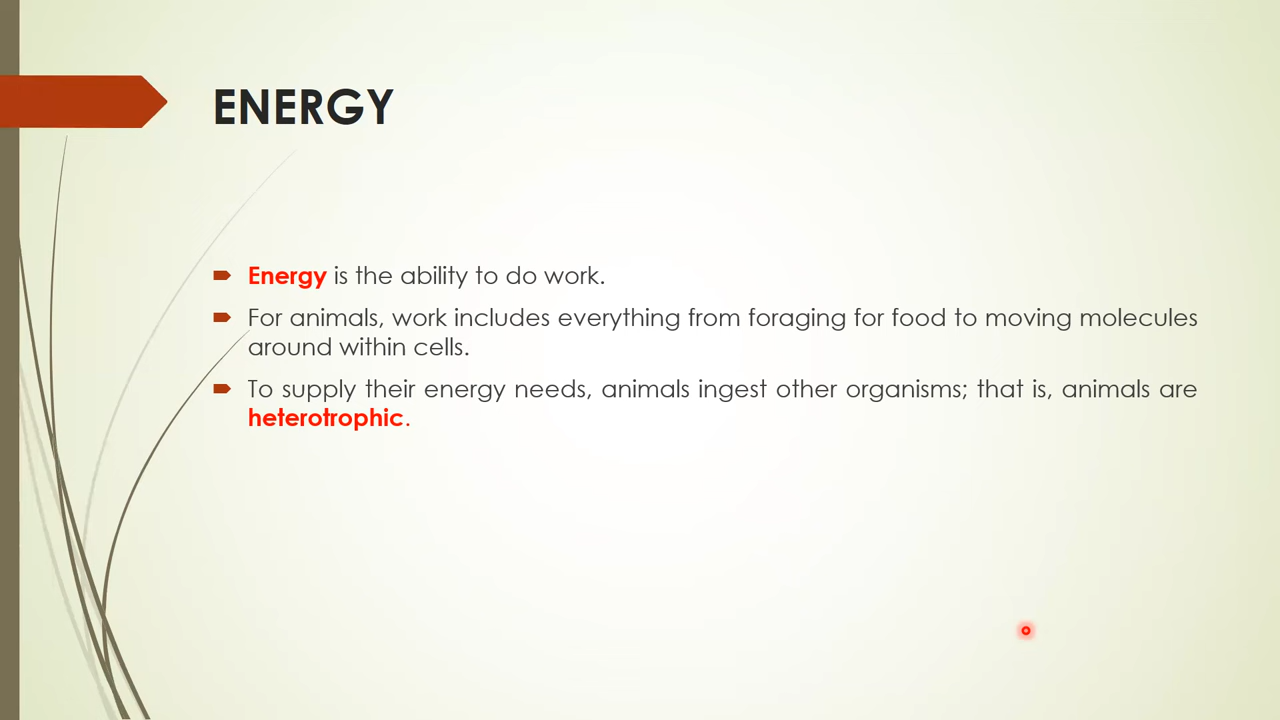 ENERGY
Energy is the ability to do work.
For animals, work includes everything from foraging for food to moving molecules
around within cells.
To supply their energy needs, animals ingest other organisms; that is, animals are
heterotrophic.